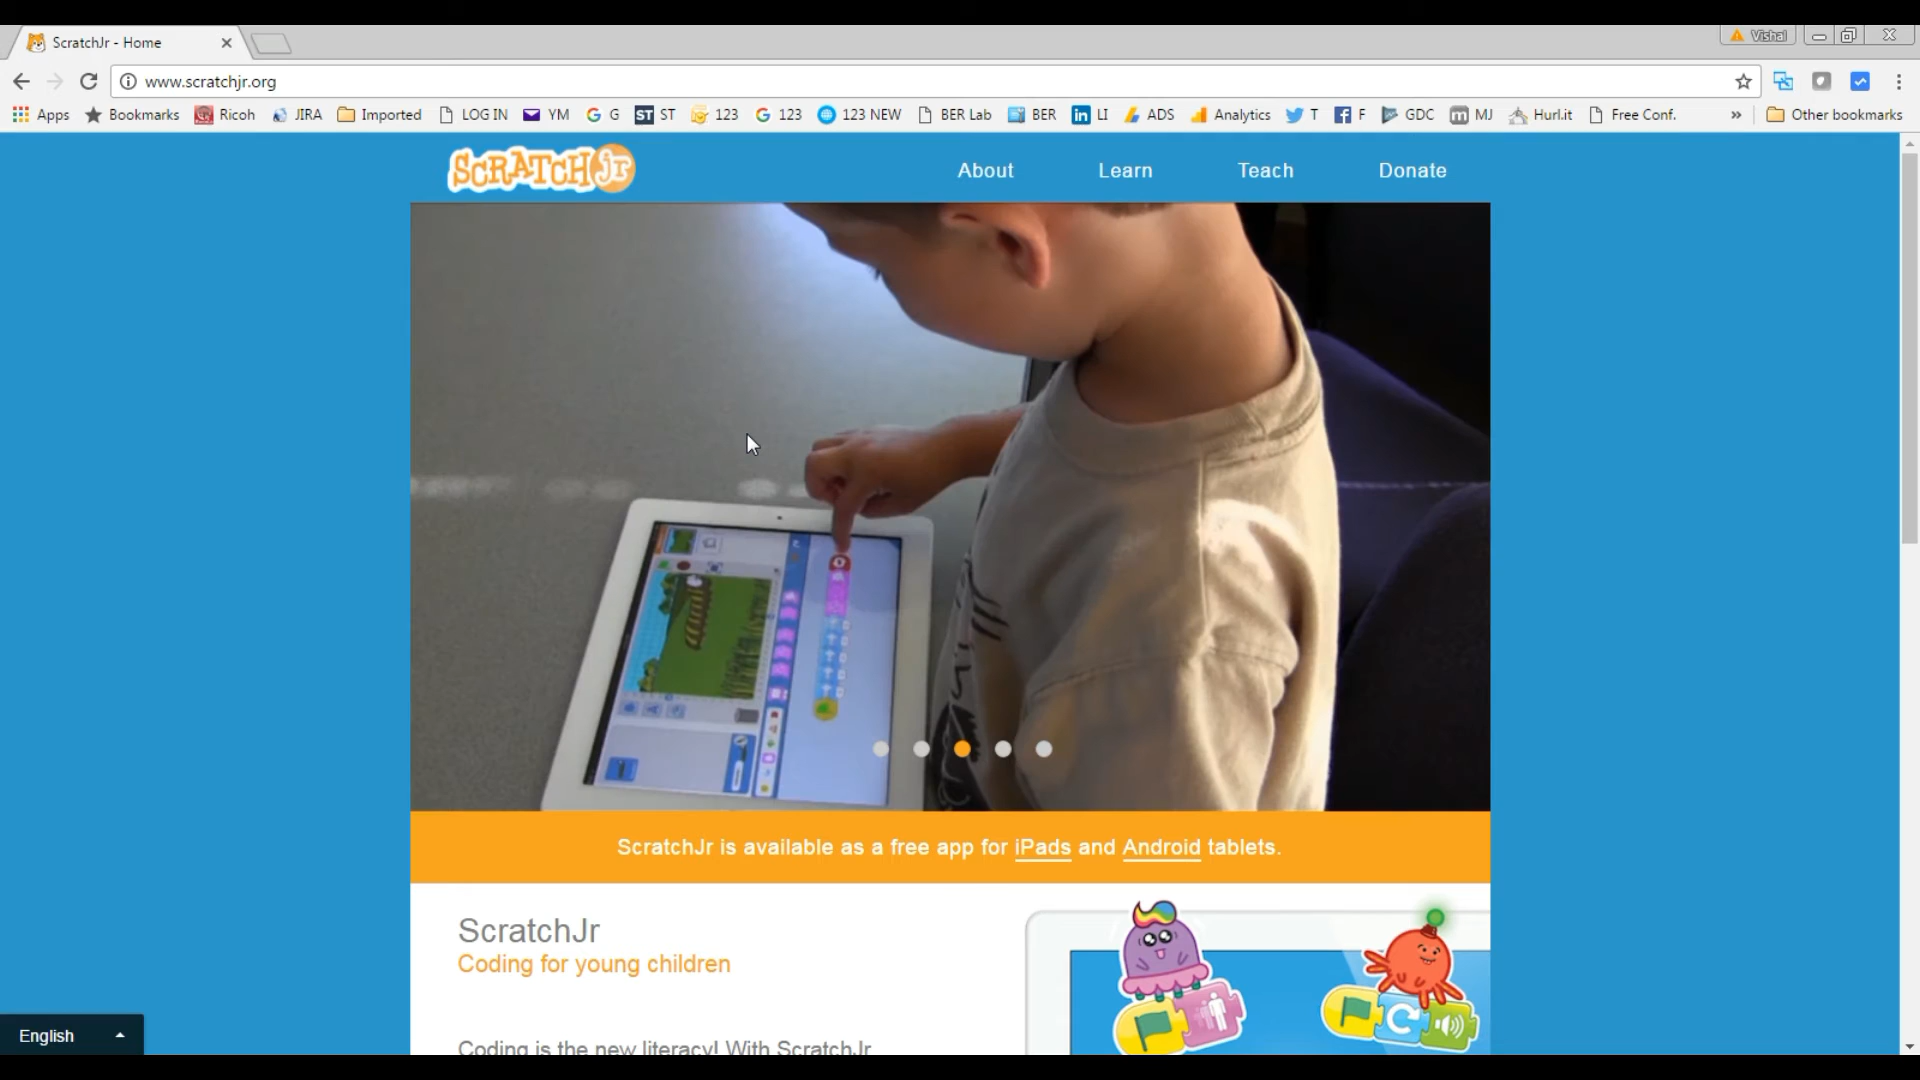 ScratchJr - Home
Vishal
www.scratchjr.org
Apps Bookmarks Ricoh JIRA Imported LOG IN YM G ST 123 123 123 NEW BER Lab BER LI ADS Analytics T F GDC MJ Hurl.it Free Conf. » Other bookmarks
SCRATCH jr About Learn Teach Donate
ScratchJr is available as a free app for iPads and Android tablets.
ScratchJr
Coding for young children
Coding is the new literacy! With ScratchJr
English